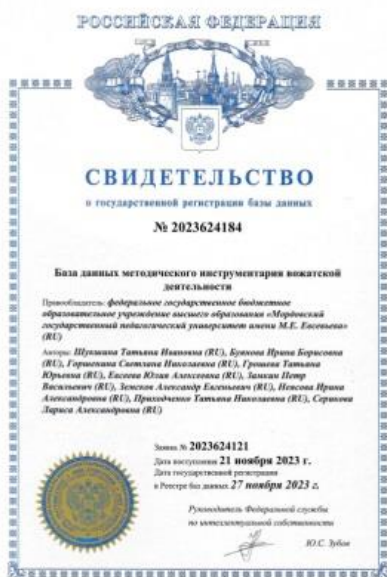 РОССИЙСКАЯ ФЕДЕРАЦИЯ
СВИДЕТЕЛЬСТВО
о государственной регистрации базы данных
№ 2023624184
База данных методического инструментария вожатской
деятельности
Правообладатель: федеральное государственное бюджетное
образовательное учреждение высшего образования «Мордовский
государственный педагогический университет имени М.Е. Евсевьева»
(RU)
Авторы: Шукшина Татьяна Ивановна (RU), Буянова Ирина Борисовна
(RU), Горшенина Светлана Николаевна (RU), Грошева Татьяна
Юрьевна (RU), Евсеева Юлия Алексеевна (RU), Замкин Петр
Васильевич (RU), Земсков Александр Евгеньевич (RU), Неясова Ирина
Александровна (RU), Приходченко Татьяна Николаевна (RU), Серикова
Лариса Александровна (RU)
Заявка № 2023624121
Дата поступления 21 ноября 2023 г.
Дата государственной регистрации
в Реестре баз данных 27 ноября 2023 г.
Руководитель Федеральной службы
по интеллектуальной собственности
Ю.С. Зубов